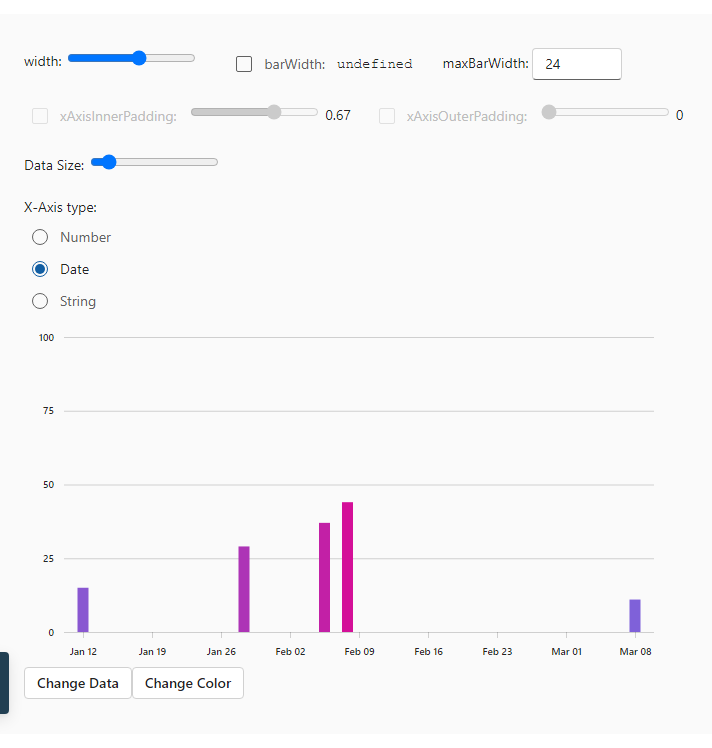 width: barWidth: undefined maxBarWidth: 24
xAxisInnerPadding: 0.67 xAxisOuterPadding: 0
Data Size:
X-Axis type:
Number
Date
String
100
75
50
25
0
Jan 12 Jan 19 Jan 26 Feb 02 Feb 09 Feb 16 Feb 23 Mar 01 Mar 08
Change Data Change Color